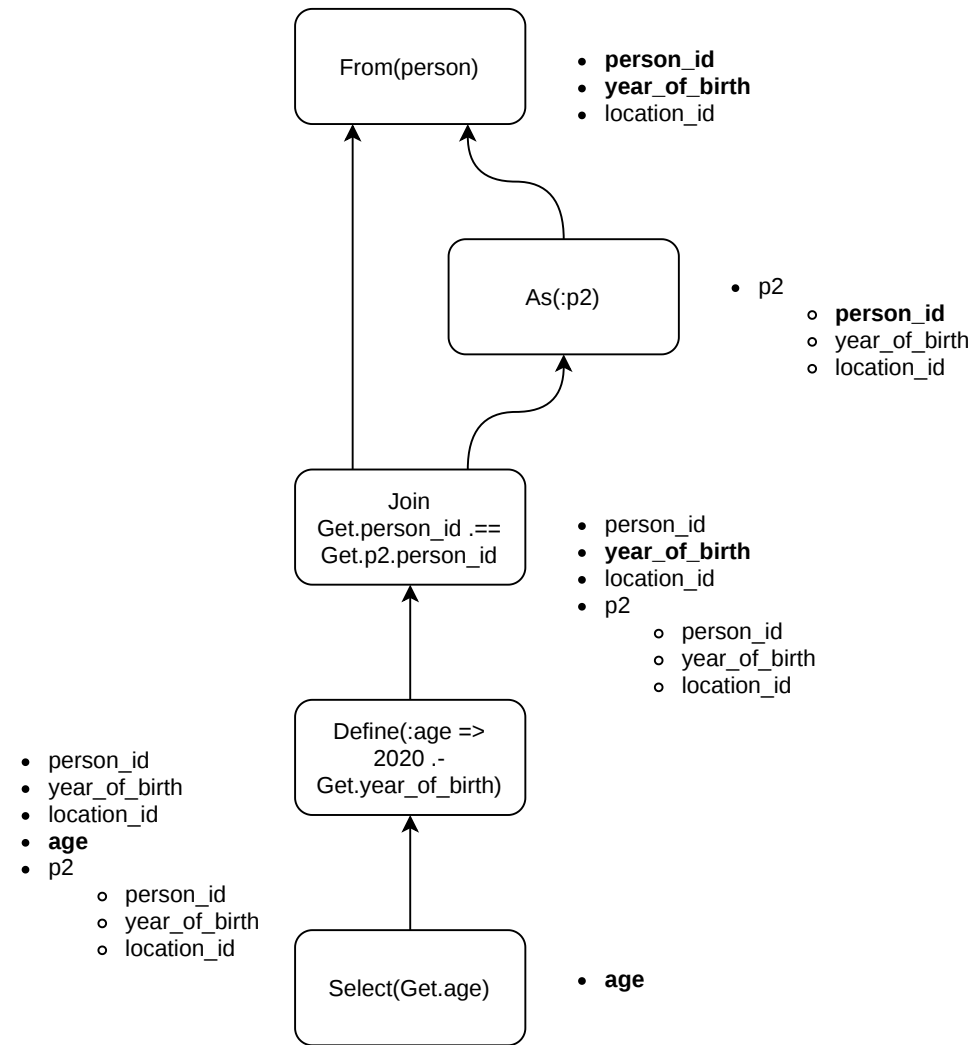 From(person)
• person_id
• year_of_birth
• location_id
As(:p2)
• p2
◦ person_id
◦ year_of_birth
◦ location_id
Join
Get.person_id .==
Get.p2.person_id
• person_id
• year_of_birth
• location_id
• p2
◦ person_id
◦ year_of_birth
◦ location_id
Define(:age =>
2020 .-
Get.year_of_birth)
• person_id
• year_of_birth
• location_id
• age
• p2
◦ person_id
◦ year_of_birth
◦ location_id
Select(Get.age)
• age